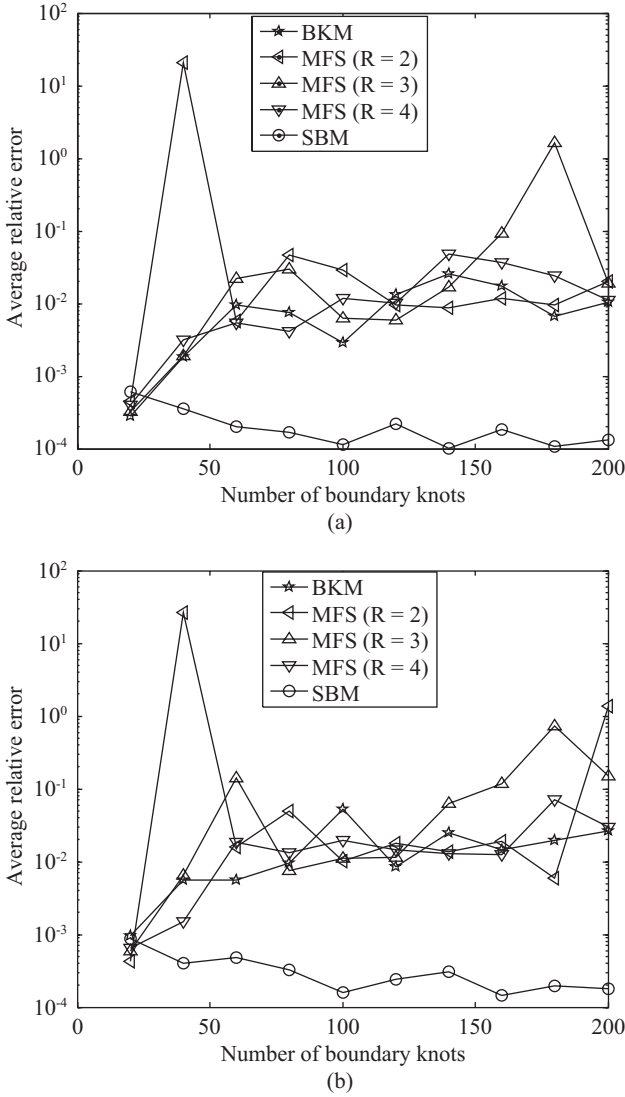 10^2
10^1
10^0
10^-1
10^-2
10^-3
10^-4
Average relative error
BKM
MFS (R = 2)
MFS (R = 3)
MFS (R = 4)
SBM
0 50 100 150 200
Number of boundary knots
(a)
10^2
10^1
10^0
10^-1
10^-2
10^-3
10^-4
Average relative error
BKM
MFS (R = 2)
MFS (R = 3)
MFS (R = 4)
SBM
0 50 100 150 200
Number of boundary knots
(b)